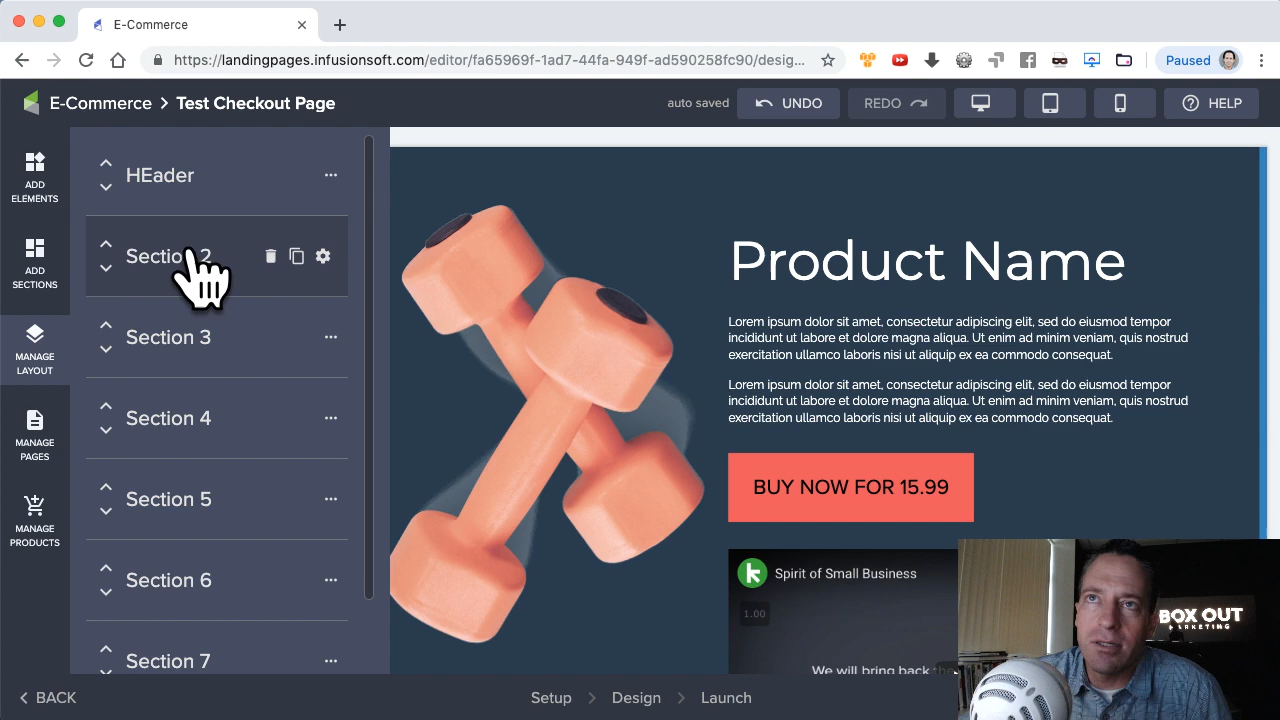 E-Commerce
https://landingpages.infusionsoft.com/editor/fa65969f-1ad7-44fa-949f-ad590258fc90/desig...
Paused
E-Commerce > Test Checkout Page
auto saved
UNDO
REDO
HELP
ADD
ELEMENTS
ADD
SECTIONS
MANAGE
LAYOUT
MANAGE
PAGES
MANAGE
PRODUCTS
HEader
Section 2
Section 3
Section 4
Section 5
Section 6
Section 7
Product Name
Lorem ipsum dolor sit amet, consectetur adipiscing elit, sed do eiusmod tempor
incididunt ut labore et dolore magna aliqua. Ut enim ad minim veniam, quis nostrud
exercitation ullamco laboris nisi ut aliquip ex ea commodo consequat.
Lorem ipsum dolor sit amet, consectetur adipiscing elit, sed do eiusmod tempor
incididunt ut labore et dolore magna aliqua. Ut enim ad minim veniam, quis nostrud
exercitation ullamco laboris nisi ut aliquip ex ea commodo consequat.
BUY NOW FOR 15.99
Spirit of Small Business
1.00
We will bring back the
BOX OUT
MARKETING
BACK
Setup > Design > Launch